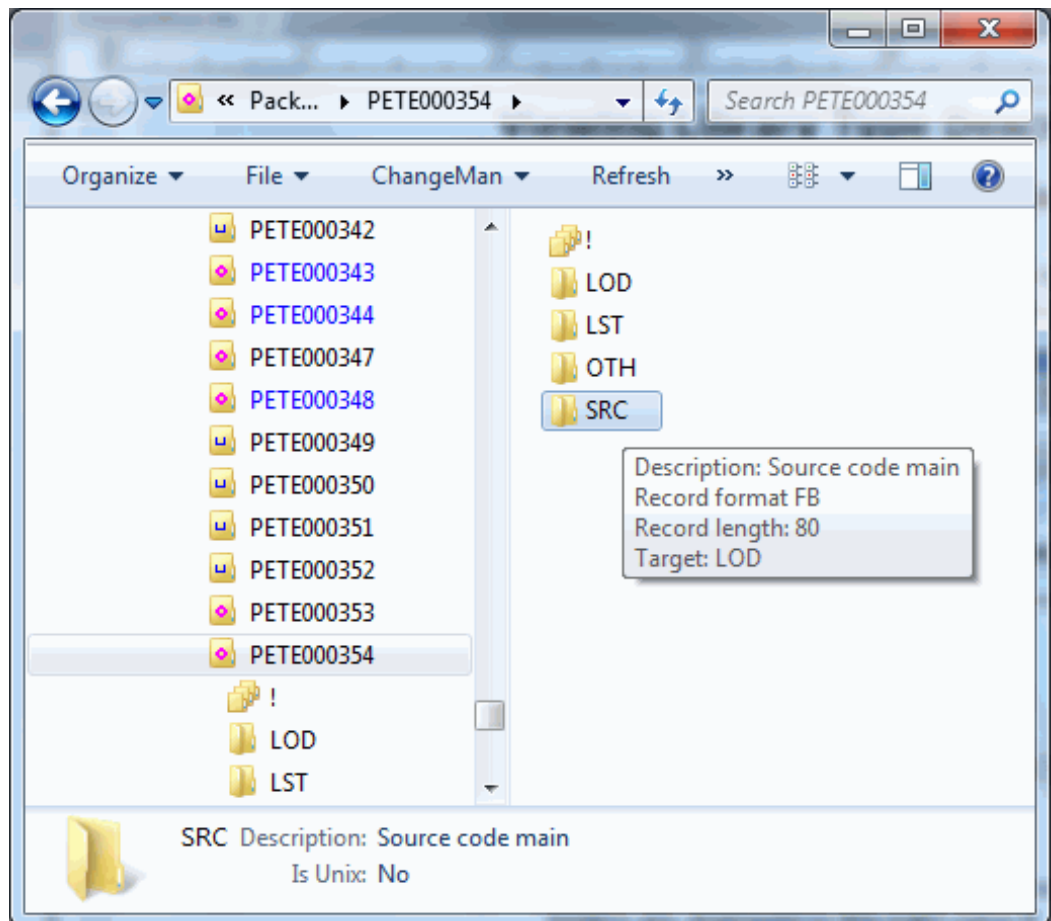 « Pack... ▸ PETE000354 ▸ Search PETE000354
Organize File ChangeMan Refresh »
PETE000342
PETE000343
PETE000344
PETE000347
PETE000348
PETE000349
PETE000350
PETE000351
PETE000352
PETE000353
PETE000354
!
LOD
LST
!
LOD
LST
OTH
SRC
Description: Source code main
Record format FB
Record length: 80
Target: LOD
SRC Description: Source code main
Is Unix: No